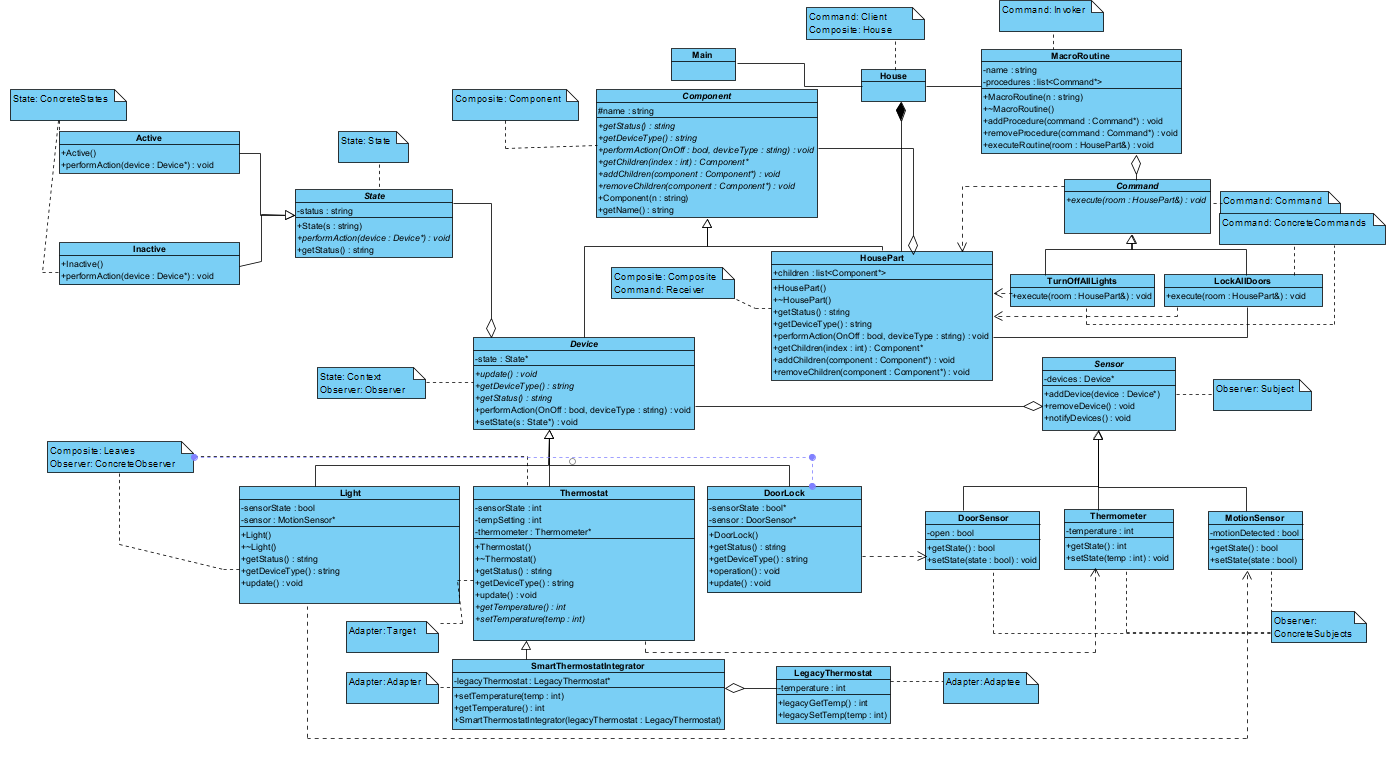 Command: Client
Composite: House
Command: Invoker
Main
House
MacroRoutine
-name : string
-procedures : list<Command*>
+MacroRoutine(n : string)
+~MacroRoutine()
+addProcedure(command : Command*) : void
+removeProcedure(command : Command*) : void
+executeRoutine(room : HousePart&) : void
State: ConcreteStates
Composite: Component
Component
#name : string
+getStatus() : string
+getDeviceType() : string
+performAction(OnOff : bool, deviceType : string) : void
+getChildren(index : int) : Component*
+addChildren(component : Component*) : void
+removeChildren(component : Component*) : void
+Component(n : string)
+getName() : string
Active
+Active()
+performAction(device : Device*) : void
State: State
State
-status : string
+State(s : string)
+performAction(device : Device*) : void
+getStatus() : string
Inactive
+Inactive()
+performAction(device : Device*) : void
Command
+execute(room : HousePart&) : void
Command: Command
Command: ConcreteCommands
Composite: Composite
Command: Receiver
HousePart
+children : list<Component*>
+HousePart()
+~HousePart()
+getStatus() : string
+getDeviceType() : string
+performAction(OnOff : bool, deviceType : string) : void
+getChildren(index : int) : Component*
+addChildren(component : Component*) : void
+removeChildren(component : Component*) : void
TurnOffAllLights
+execute(room : HousePart&) : void
LockAllDoors
+execute(room : HousePart&) : void
State: Context
Observer: Observer
Device
-state : State*
+update() : void
+getDeviceType() : string
+getStatus() : string
+performAction(OnOff : bool, deviceType : string) : void
+setState(s : State*) : void
Sensor
-devices : Device*
+addDevice(device : Device*)
+removeDevice() : void
+notifyDevices() : void
Observer: Subject
Composite: Leaves
Observer: ConcreteObserver
Light
-sensorState : bool
-sensor : MotionSensor*
+Light()
+~Light()
+getStatus() : string
+getDeviceType() : string
+update() : void
Thermostat
-sensorState : int
-tempSetting : int
-thermometer : Thermometer*
+Thermostat()
+~Thermostat()
+getStatus() : string
+getDeviceType() : string
+update() : void
+getTemperature() : int
+setTemperature(temp : int)
DoorLock
-sensorState : bool*
-sensor : DoorSensor*
+DoorLock()
+getStatus() : string
+getDeviceType() : string
+operation() : void
+update() : void
DoorSensor
-open : bool
+getState() : bool
+setState(state : bool) : void
Thermometer
-temperature : int
+getState() : int
+setState(temp : int) : void
MotionSensor
-motionDetected : bool
+getState() : bool
+setState(state : bool)
Adapter: Target
Observer:
ConcreteSubjects
Adapter: Adapter
SmartThermostatIntegrator
-legacyThermostat : LegacyThermostat*
+setTemperature(temp : int)
+getTemperature() : int
+SmartThermostatIntegrator(legacyThermostat : LegacyThermostat)
LegacyThermostat
-temperature : int
+legacyGetTemp() : int
+legacySetTemp(temp : int)
Adapter: Adaptee